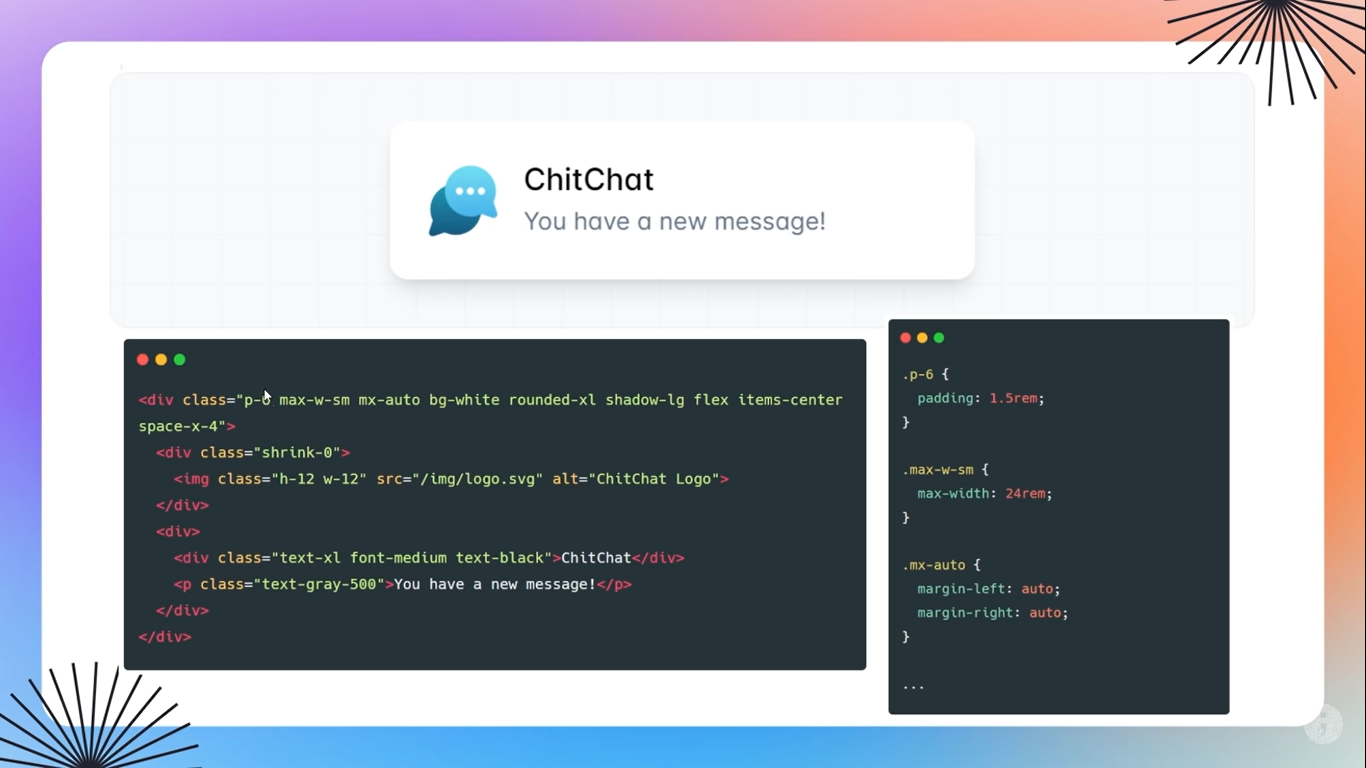 ChitChat
You have a new message!
<div class="p-6 max-w-sm mx-auto bg-white rounded-xl shadow-lg flex items-center
space-x-4">
  <div class="shrink-0">
    <img class="h-12 w-12" src="/img/logo.svg" alt="ChitChat Logo">
  </div>
  <div>
    <div class="text-xl font-medium text-black">ChitChat</div>
    <p class="text-gray-500">You have a new message!</p>
  </div>
</div>
.p-6 {
  padding: 1.5rem;
}
.max-w-sm {
  max-width: 24rem;
}
.mx-auto {
  margin-left: auto;
  margin-right: auto;
}
...